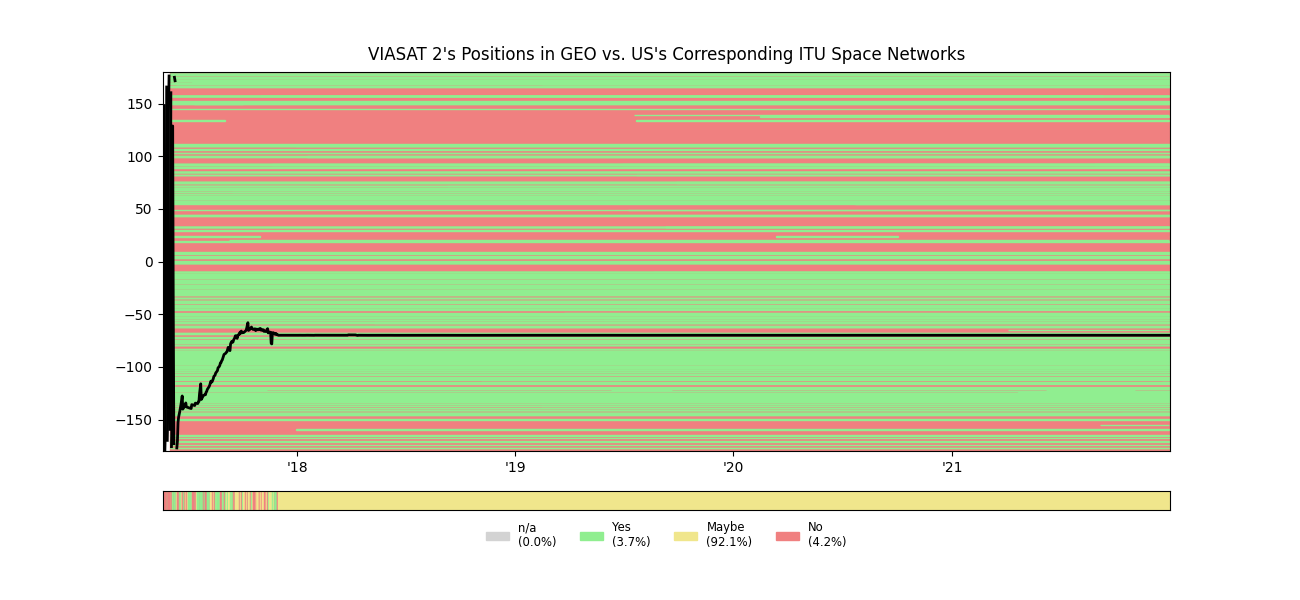 VIASAT 2's Positions in GEO vs. US's Corresponding ITU Space Networks
150
100
50
0
−50
−100
−150
'18 '19 '20 '21
n/a Yes Maybe No
(0.0%) (3.7%) (92.1%) (4.2%)